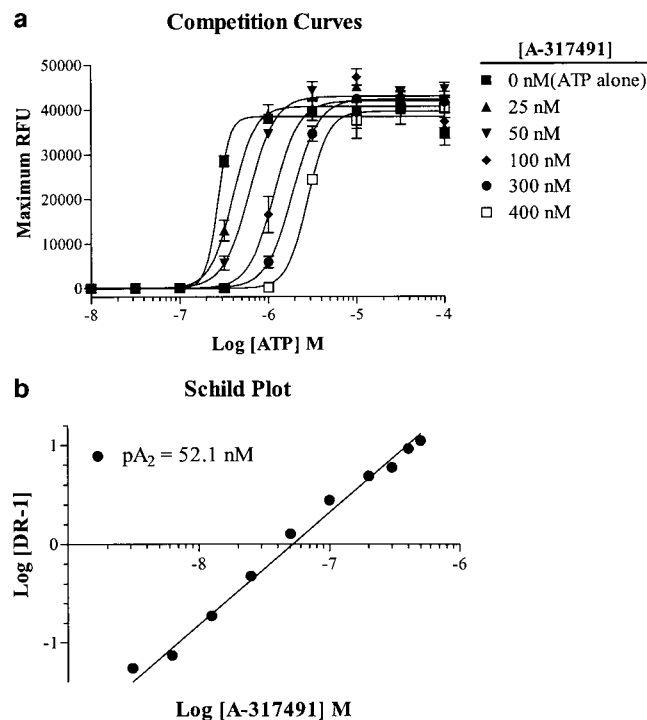 a
Competition Curves
[A-317491]
0 nM(ATP alone)
25 nM
50 nM
100 nM
300 nM
400 nM
Maximum RFU
50000
40000
30000
20000
10000
0
-8 -7 -6 -5 -4
Log [ATP] M
b
Schild Plot
pA₂ = 52.1 nM
Log [DR-1]
1
0
-1
-8 -7 -6
Log [A-317491] M